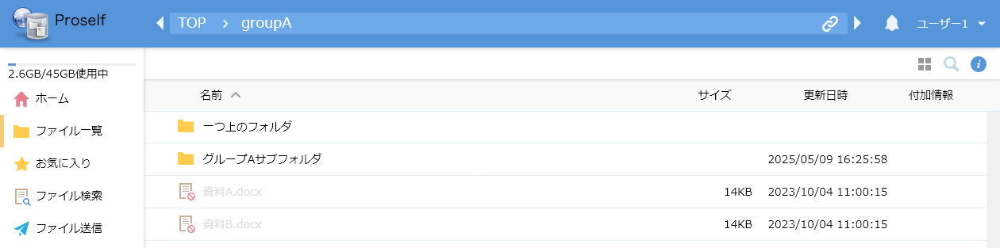 Proself
TOP > groupA
ユーザー1
2.6GB/45GB使用中
ホーム
ファイル一覧
お気に入り
ファイル検索
ファイル送信
名前 サイズ 更新日時 付加情報
一つ上のフォルダ
グループAサブフォルダ 2025/05/09 16:25:58
資料A.docx 14KB 2023/10/04 11:00:15
資料B.docx 14KB 2023/10/04 11:00:15